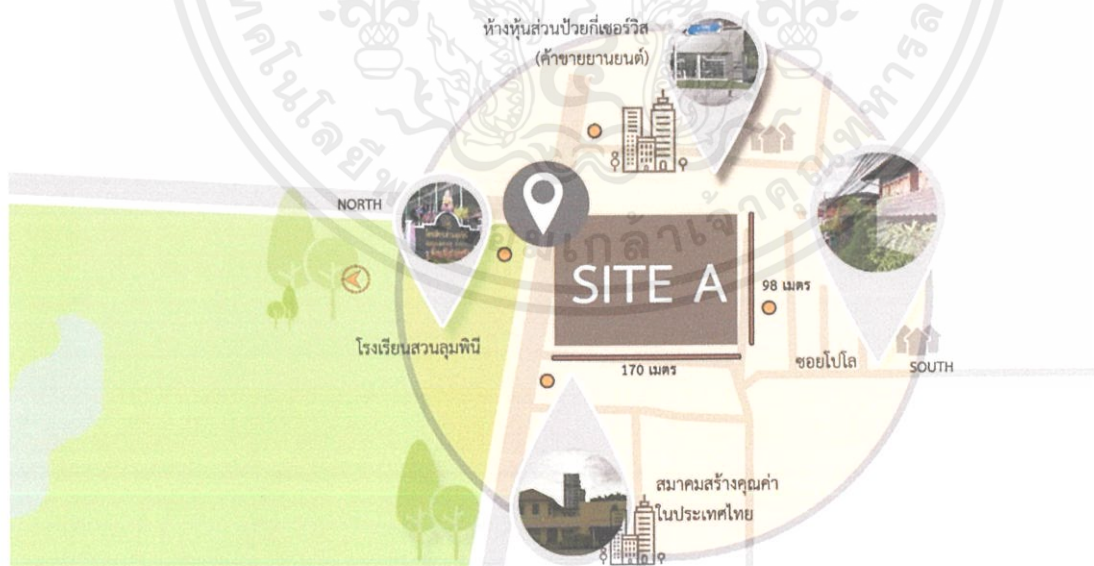 ห้างหุ้นส่วนป้วยกี่เซอร์วิส
(ค้าขายยานยนต์)
NORTH
SITE A
98 เมตร
โรงเรียนสวนลุมพินี
170 เมตร
ซอยโปโล
SOUTH
สมาคมสร้างคุณค่า
ในประเทศไทย